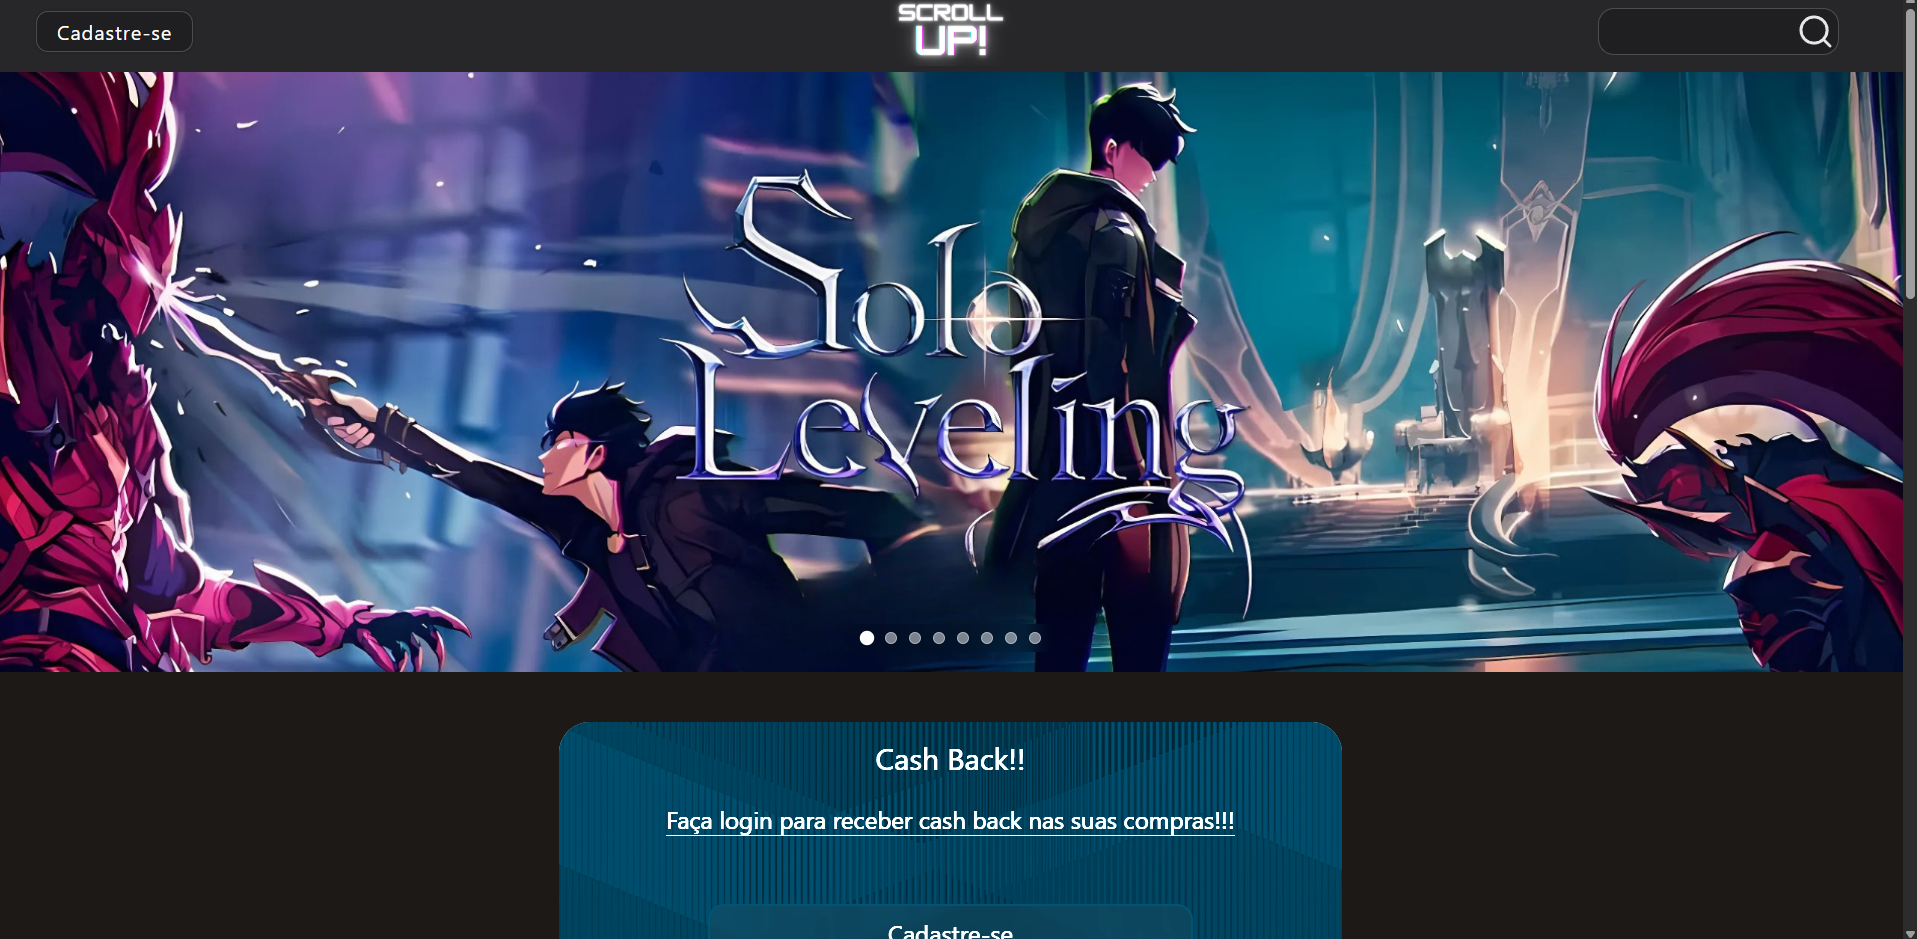 Cadastre-se
SCROLL
UP!
Solo
Leveling
Cash Back!!
Faça login para receber cash back nas suas compras!!!
Cadastre-se